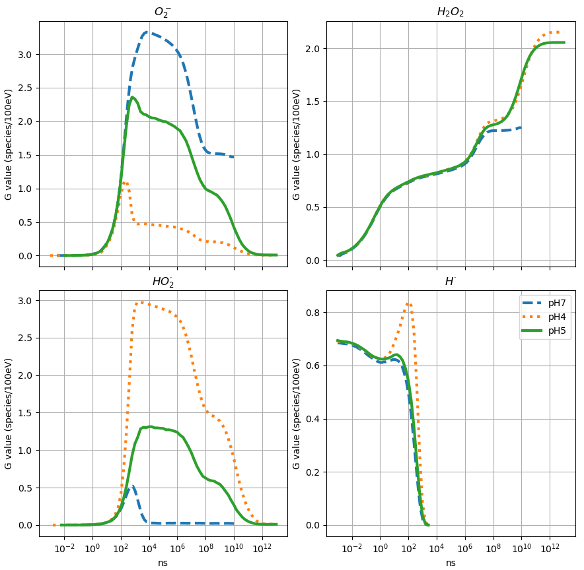 $O_2^-$
G value (species/100eV)
3.0
2.5
2.0
1.5
1.0
0.5
0.0
$H_2O_2$
G value (species/100eV)
2.0
1.5
1.0
0.5
0.0
$HO_2^{\cdot}$
G value (species/100eV)
3.0
2.5
2.0
1.5
1.0
0.5
0.0
$10^{-2}$ $10^{0}$ $10^{2}$ $10^{4}$ $10^{6}$ $10^{8}$ $10^{10}$ $10^{12}$
ns
$H^{\cdot}$
pH7
pH4
pH5
G value (species/100eV)
0.8
0.6
0.4
0.2
0.0
$10^{-2}$ $10^{0}$ $10^{2}$ $10^{4}$ $10^{6}$ $10^{8}$ $10^{10}$ $10^{12}$
ns